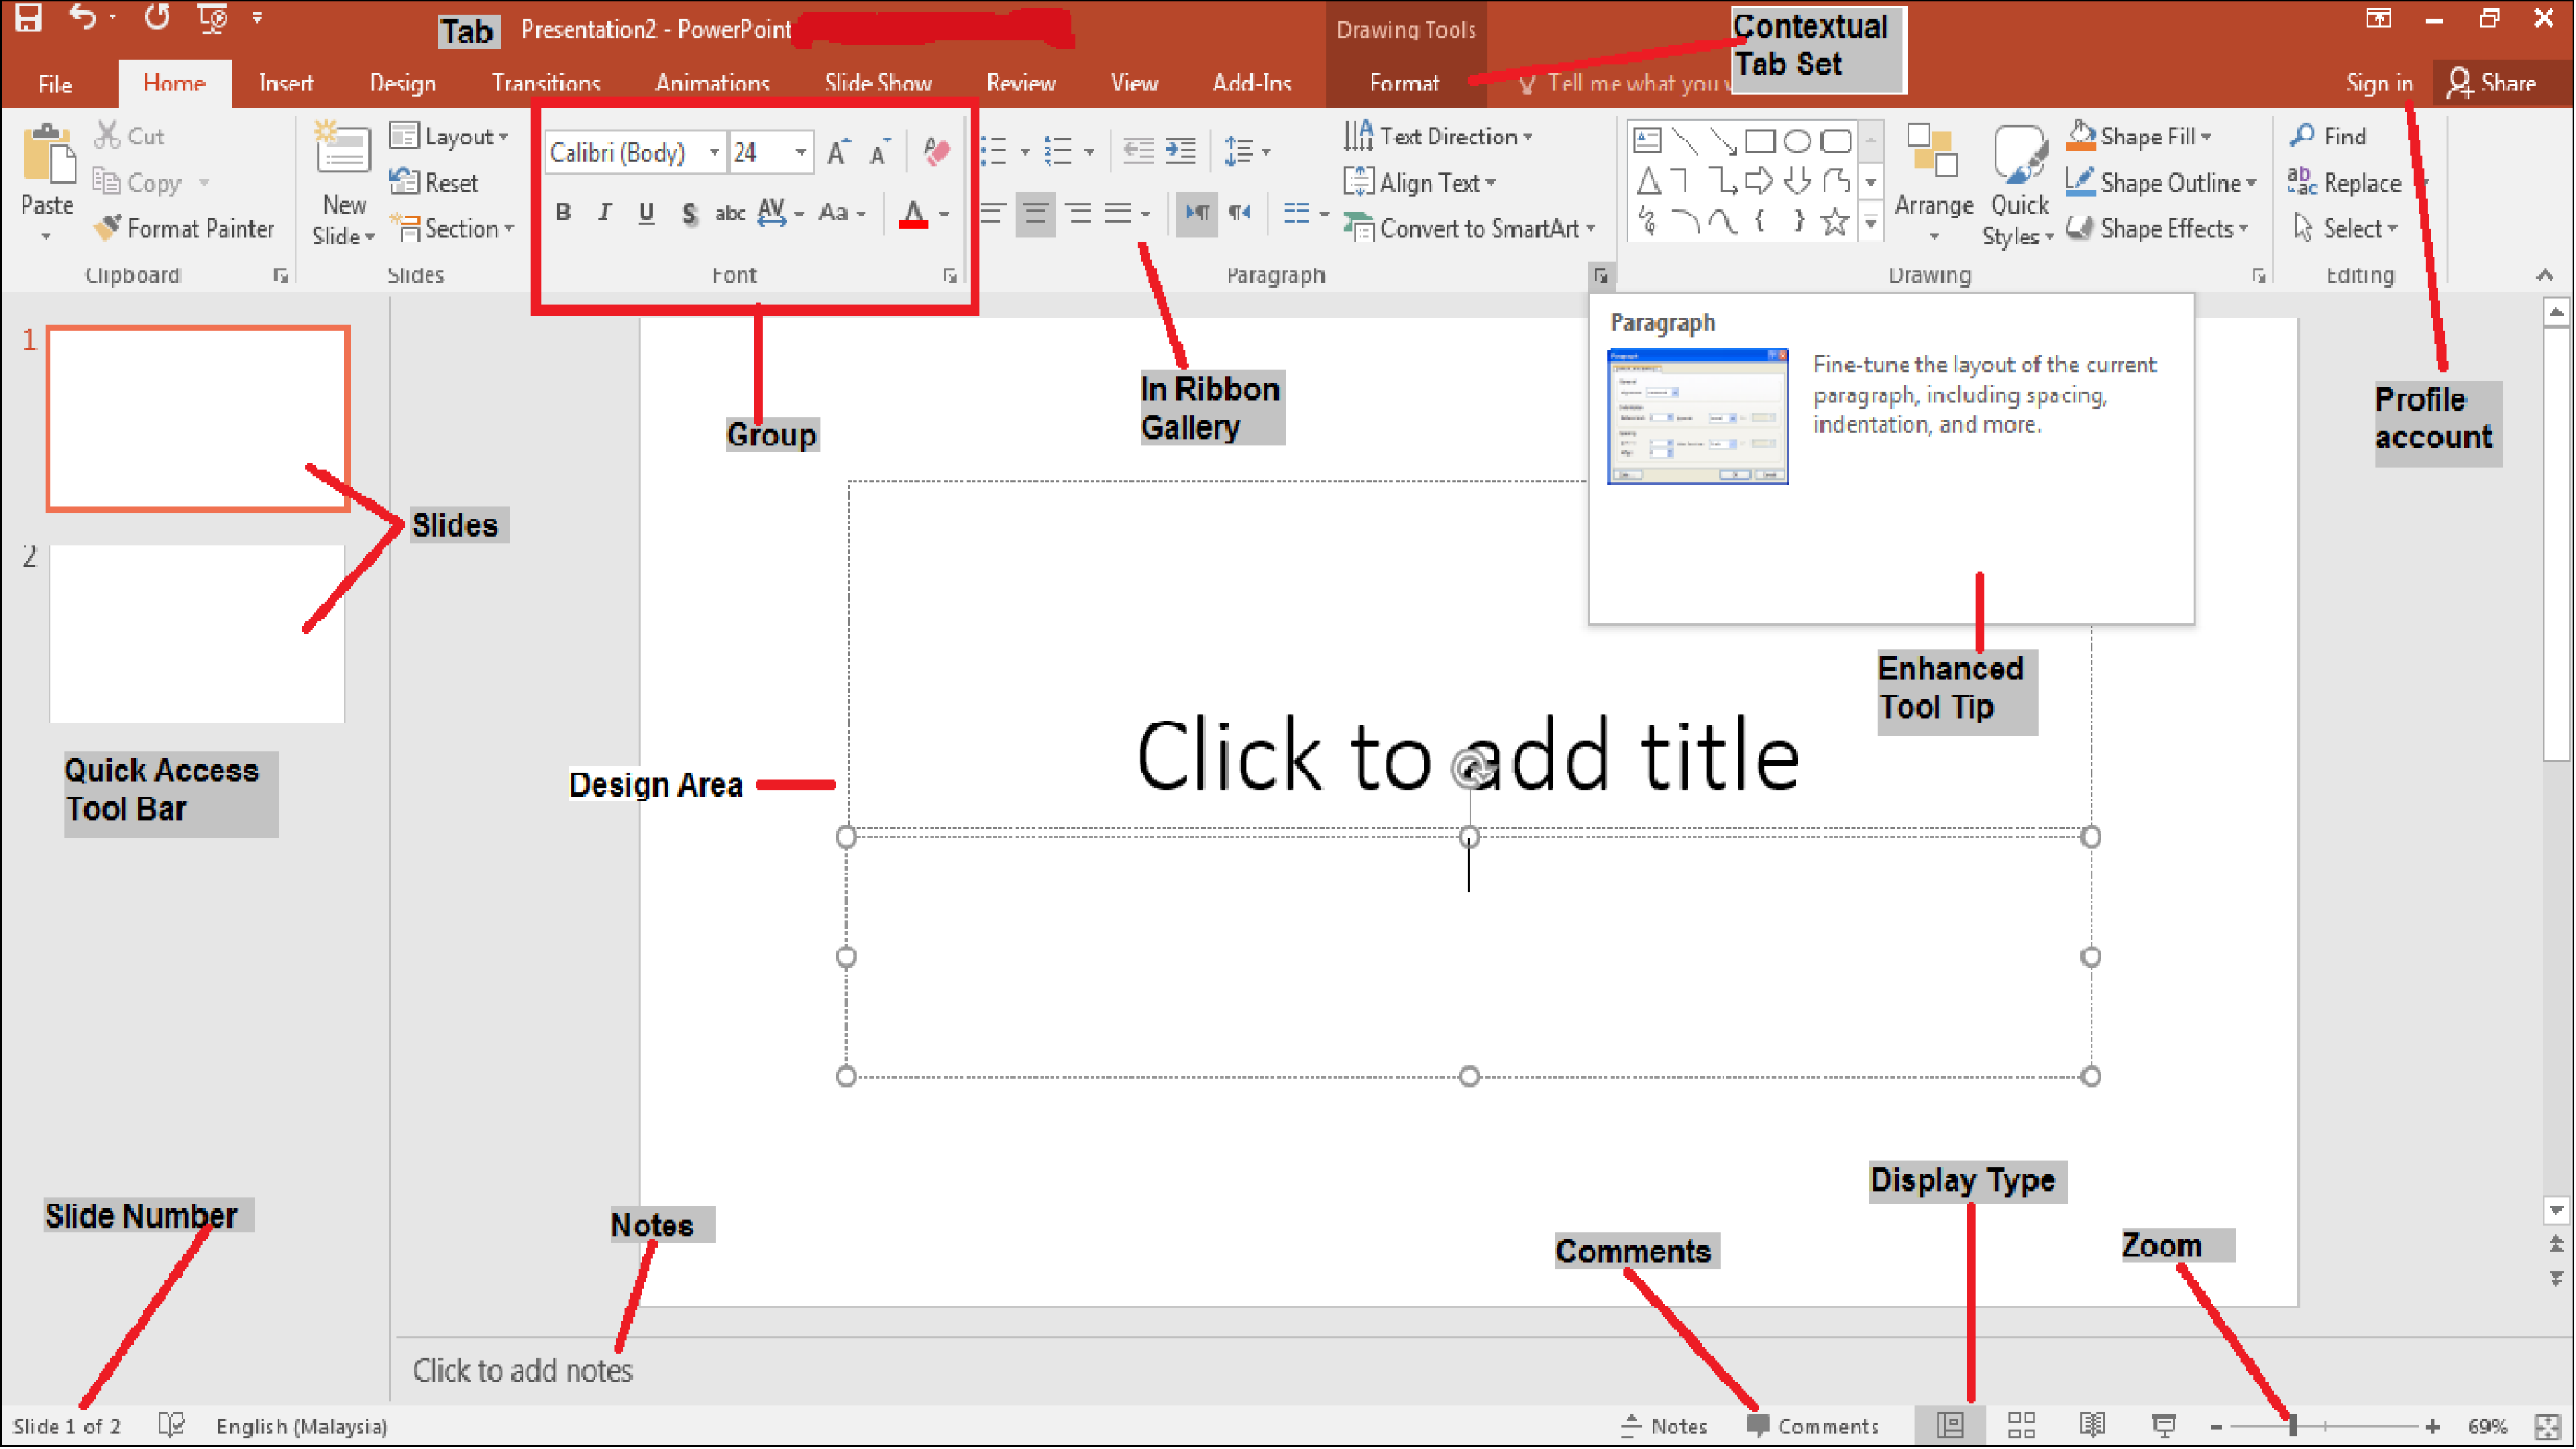 Tab
Presentation2 - PowerPoint
Drawing Tools
Contextual
Tab Set
File
Home
Insert
Design
Transitions
Animations
Slide Show
Review
View
Add-Ins
Format
Tell me what you
Sign in
Share
Paste
Cut
Copy
Format Painter
Clipboard
New
Slide
Layout
Reset
Section
Slides
Calibri (Body)
24
A A
B I U S abc AV Aa A
Font
Text Direction
Align Text
Convert to SmartArt
Paragraph
Arrange
Quick
Styles
Shape Fill
Shape Outline
Shape Effects
Drawing
Find
Replace
Select
Editing
Paragraph
Fine-tune the layout of the current
paragraph, including spacing,
indentation, and more.
1
2
Group
In Ribbon
Gallery
Profile
account
Slides
Enhanced
Tool Tip
Quick Access
Tool Bar
Design Area
Click to add title
Slide Number
Notes
Comments
Display Type
Zoom
Click to add notes
Slide 1 of 2
English (Malaysia)
Notes
Comments
69%